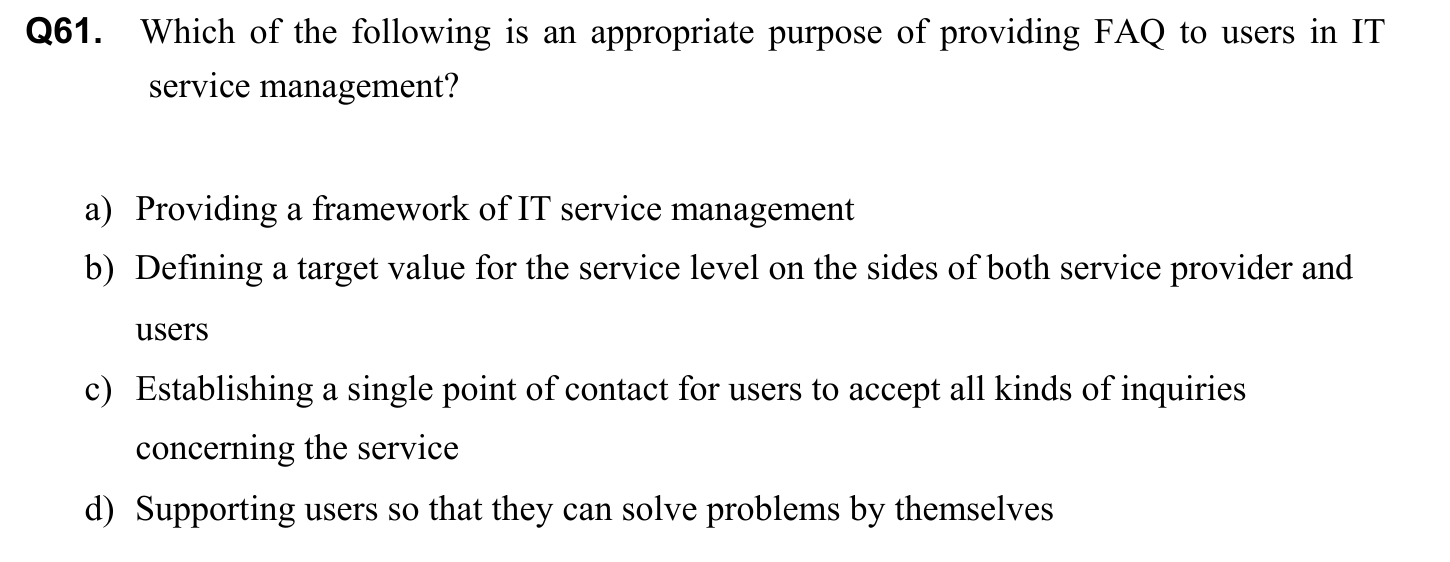 Q61. Which of the following is an appropriate purpose of providing FAQ to users in IT
service management?
a) Providing a framework of IT service management
b) Defining a target value for the service level on the sides of both service provider and
users
c) Establishing a single point of contact for users to accept all kinds of inquiries
concerning the service
d) Supporting users so that they can solve problems by themselves